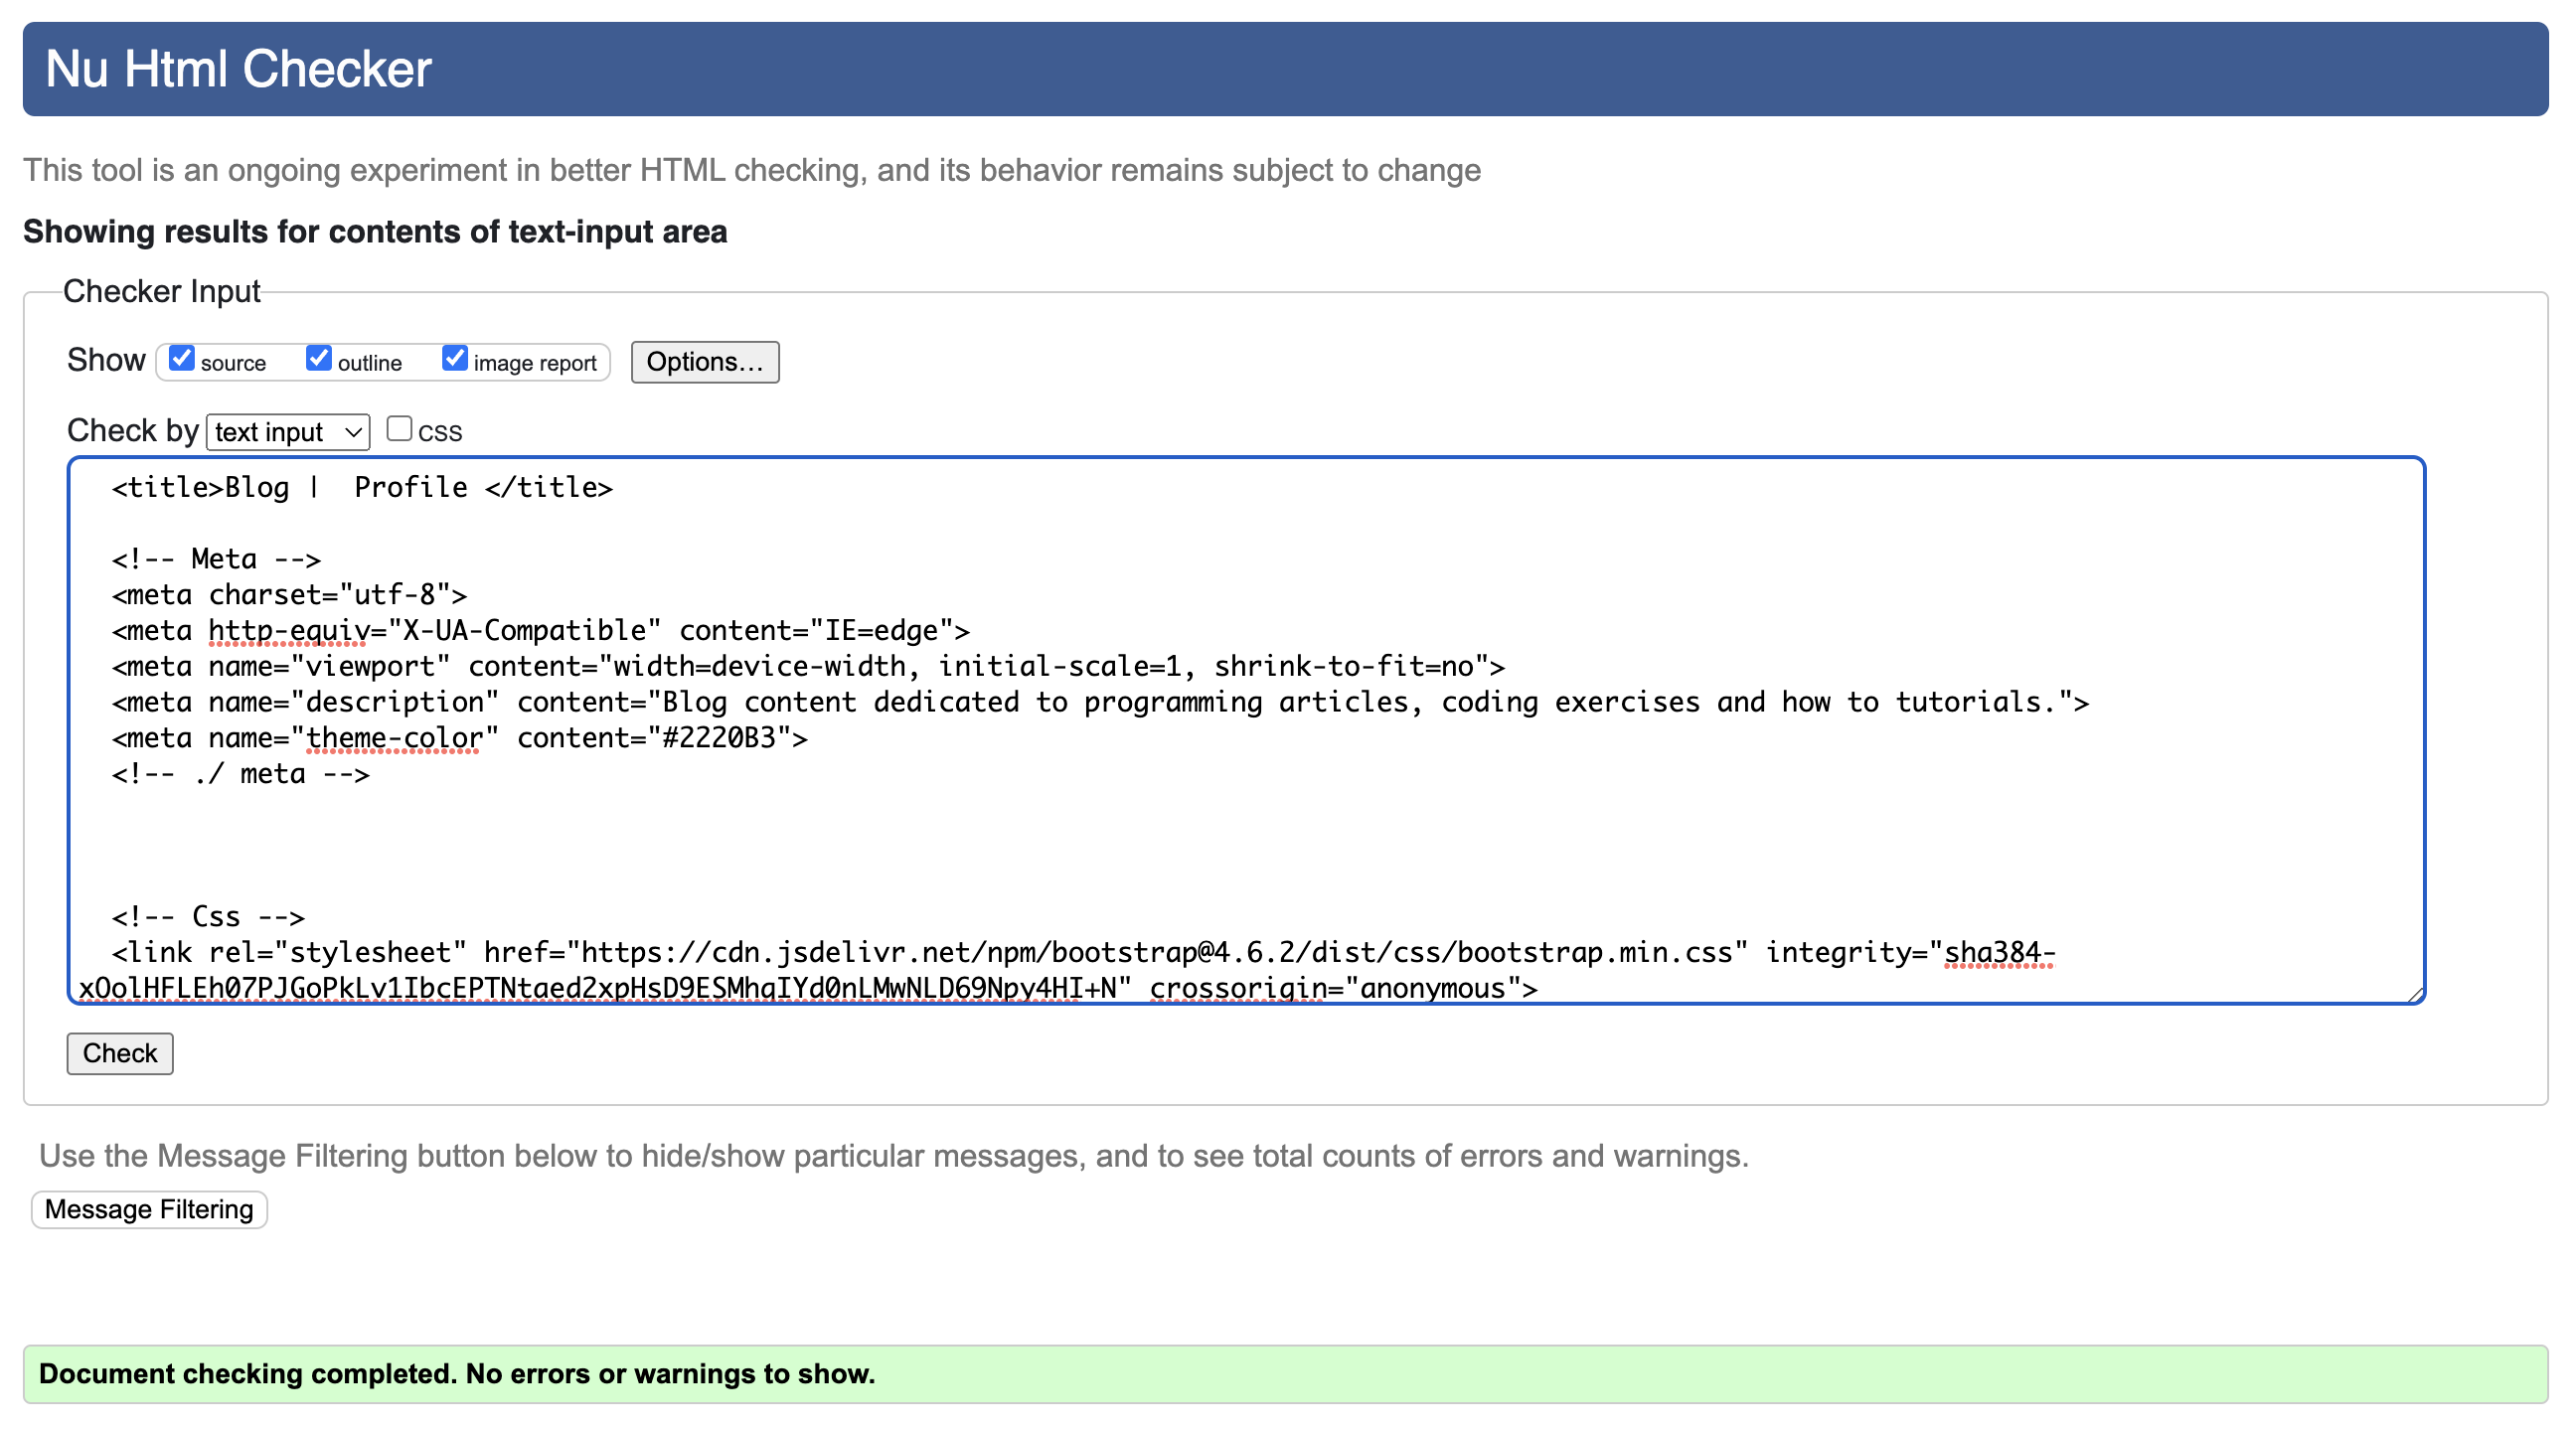 Nu Html Checker
This tool is an ongoing experiment in better HTML checking, and its behavior remains subject to change
Showing results for contents of text-input area
Checker Input
Show source outline image report Options...
Check by text input css
<title>Blog |  Profile </title>
<!-- Meta -->
<meta charset="utf-8">
<meta http-equiv="X-UA-Compatible" content="IE=edge">
<meta name="viewport" content="width=device-width, initial-scale=1, shrink-to-fit=no">
<meta name="description" content="Blog content dedicated to programming articles, coding exercises and how to tutorials.">
<meta name="theme-color" content="#2220B3">
<!-- ./ meta -->
<!-- Css -->
<link rel="stylesheet" href="https://cdn.jsdelivr.net/npm/bootstrap@4.6.2/dist/css/bootstrap.min.css" integrity="sha384-
xOolHFLEh07PJGoPkLv1IbcEPTNtaed2xpHsD9ESMhqIYd0nLMwNLD69Npy4HI+N" crossorigin="anonymous">
Check
Use the Message Filtering button below to hide/show particular messages, and to see total counts of errors and warnings.
Message Filtering
Document checking completed. No errors or warnings to show.